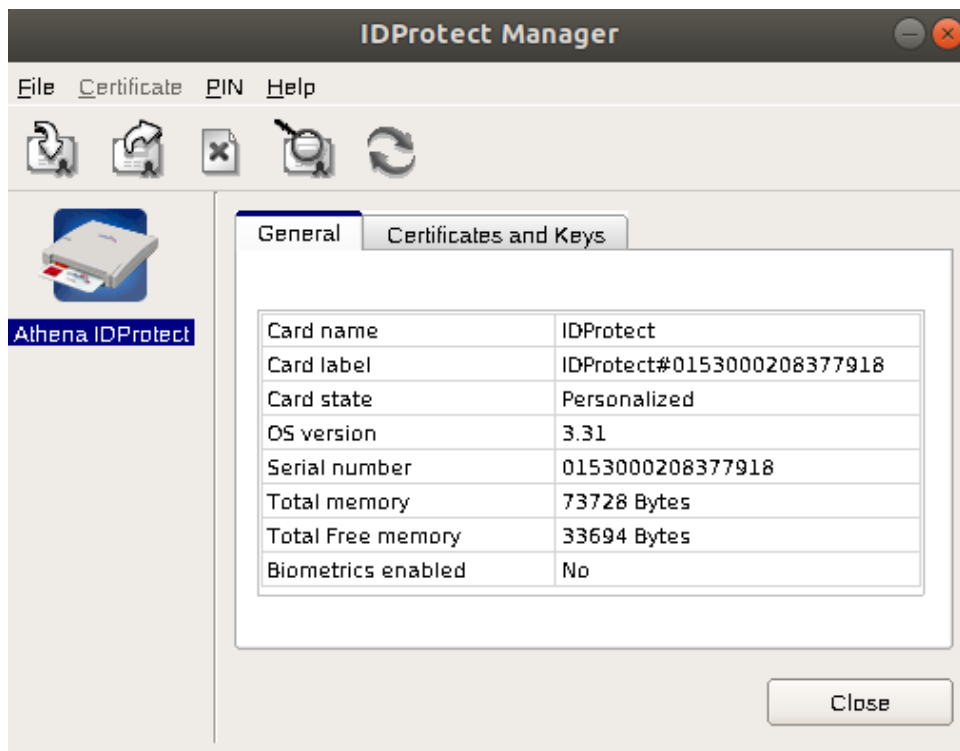 IDProtect Manager
File Certificate PIN Help
Athena IDProtect
General Certificates and Keys
Card name IDProtect
Card label IDProtect#0153000208377918
Card state Personalized
OS version 3.31
Serial number 0153000208377918
Total memory 73728 Bytes
Total Free memory 33694 Bytes
Biometrics enabled No
Close